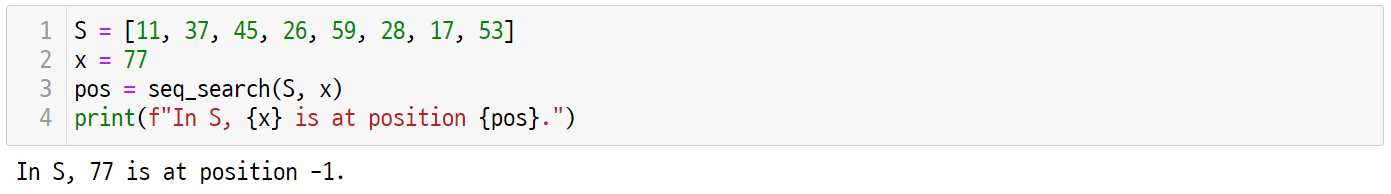 1 S = [11, 37, 45, 26, 59, 28, 17, 53]
2 x = 77
3 pos = seq_search(S, x)
4 print(f"In S, {x} is at position {pos}.")
In S, 77 is at position -1.